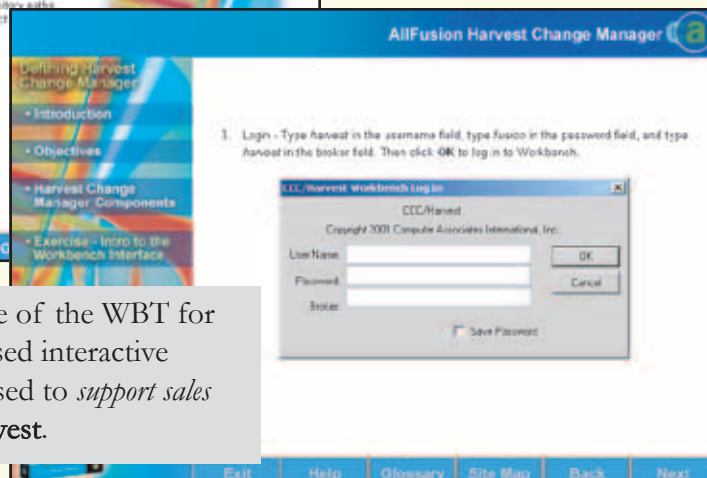 itory paths
AllFusion Harvest Change Manager
Defining Harvest
Change Manager
• Introduction
• Objectives
• Harvest Change
Manager Components
• Exercise - Intro to the
Workbench Interface
1. Login - Type harvest in the username field, type fusion in the password field, and type
harvest in the broker field. Then click OK to log in to Workbench.
CCC/Harvest Workbench Log in
CCC/Harvest
Copyright 2001 Computer Associates International, Inc.
User Name:
Password:
Broker:
OK
Cancel
Save Password
e of the WBT for
sed interactive
sed to support sales
vest.
Exit Help Glossary Site Map Back Next